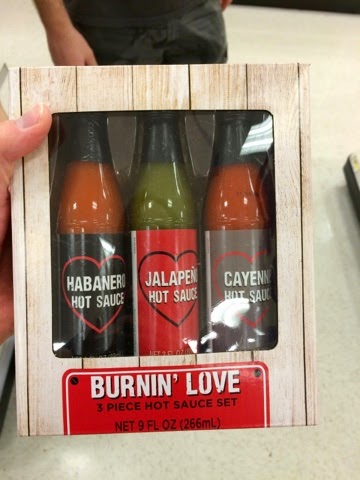 HABANERO
HOT SAUCE
JALAPEÑ
HOT SAUCE
CAYENN
HOT SAUC
BURNIN' LOVE
3 PIECE HOT SAUCE SET
NET 9 FL OZ (266mL)